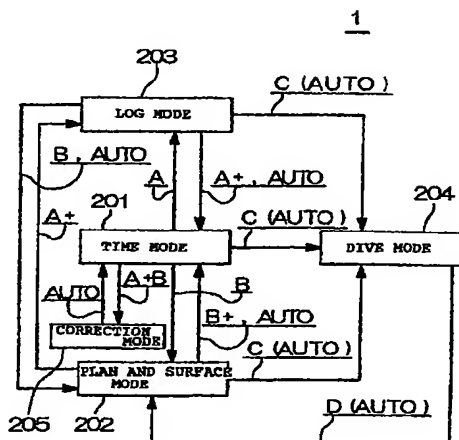 1
203
LOG MODE
C (AUTO)
B, AUTO
A
A+, AUTO
204
201
A+
C (AUTO)
TIME MODE
DIVE MODE
AUTO
A+B
B
B+, AUTO
CORRECTION
MODE
C (AUTO)
PLAN AND SURFACE
MODE
205
202
D (AUTO)